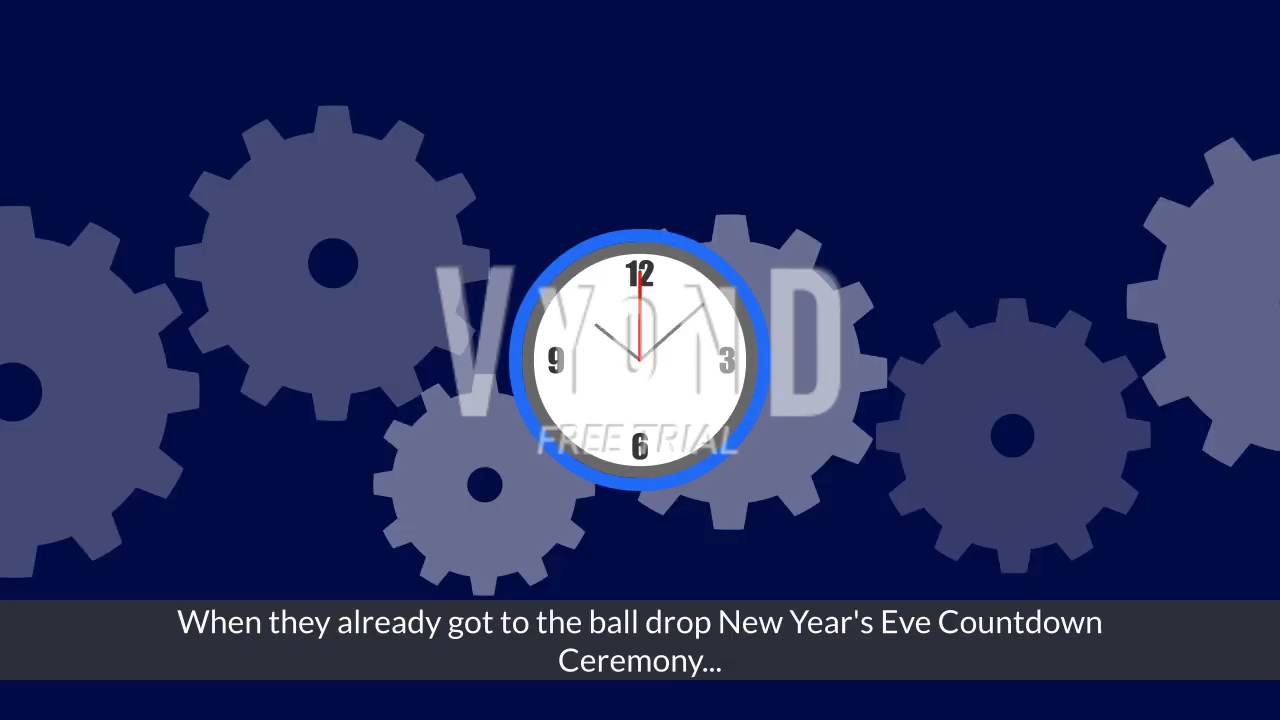 12
VYOND
9
3
FREE TRIAL
6
When they already got to the ball drop New Year's Eve Countdown
Ceremony...